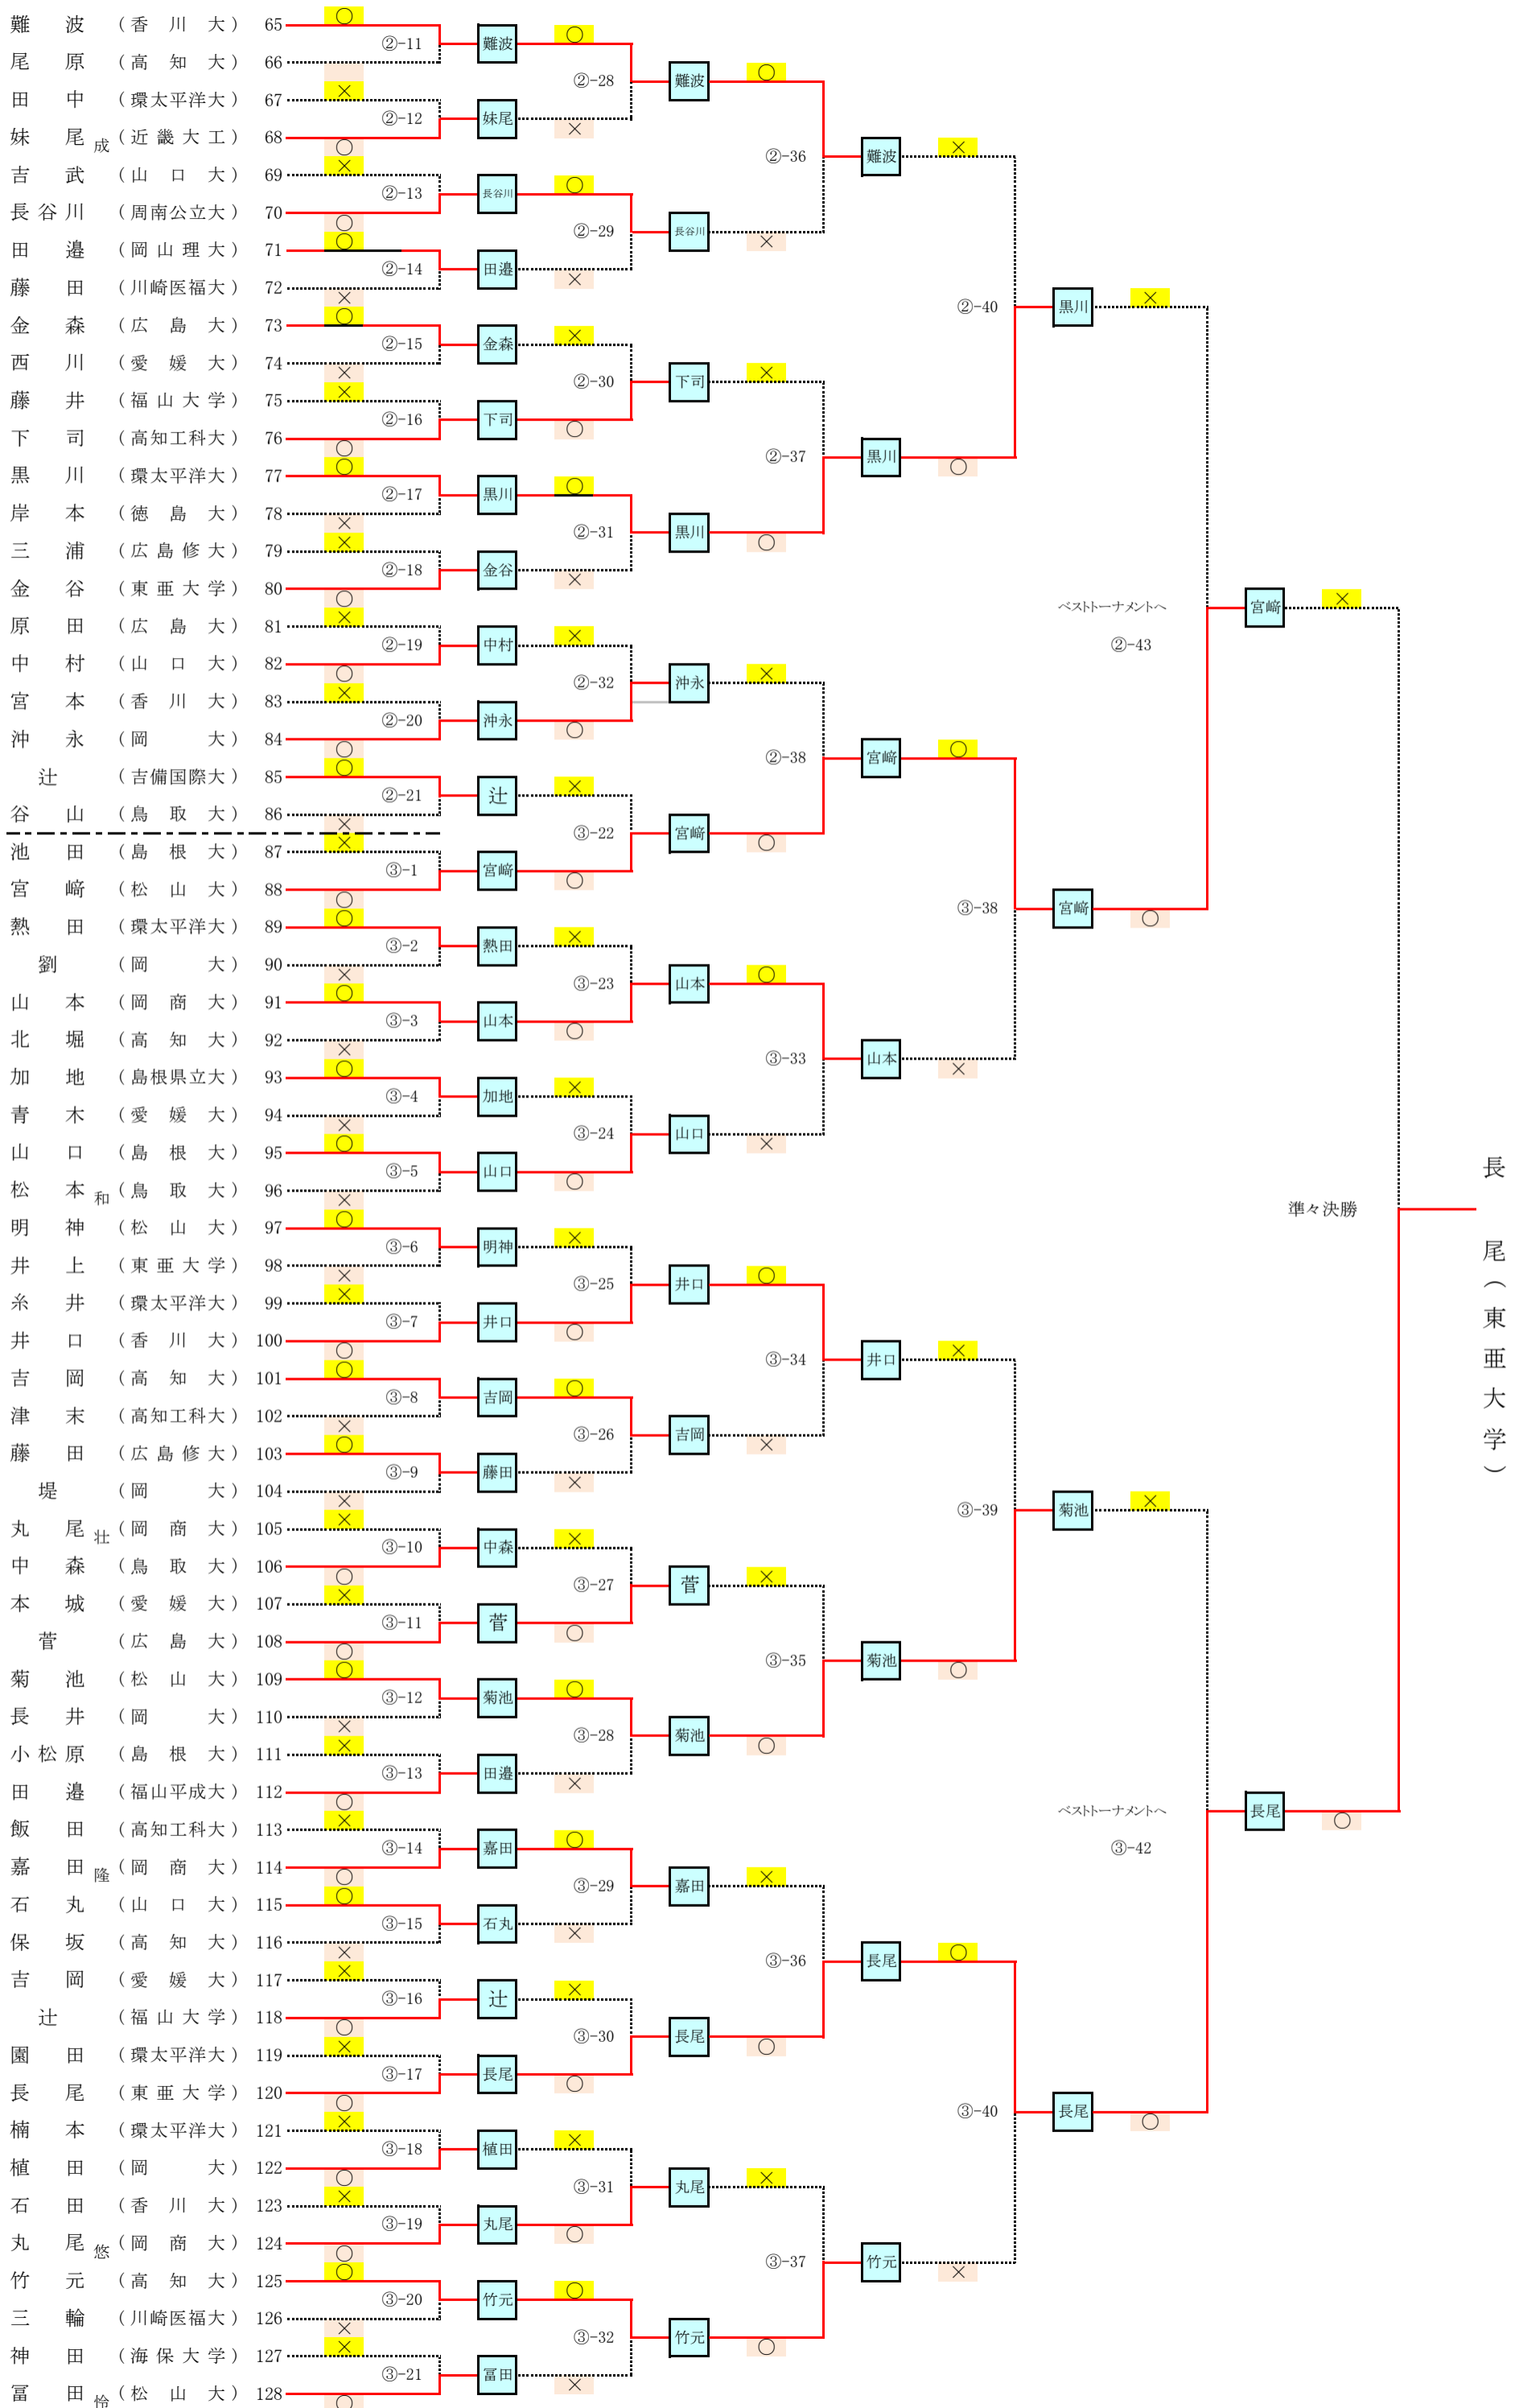 難波（香川大）65
尾原（高知大）66
田中（環太平洋大）67
妹尾成（近畿大工）68
吉武（山口大）69
長谷川（周南公立大）70
田邉（岡山理大）71
藤田（川崎医福大）72
金森（広島大）73
西川（愛媛大）74
藤井（福山大学）75
下司（高知工科大）76
黒川（環太平洋大）77
岸本（徳島大）78
三浦（広島修大）79
金谷（東亜大学）80
原田（広島大）81
中村（山口大）82
宮本（香川大）83
沖永（岡大）84
辻（吉備国際大）85
谷山（鳥取大）86
池田（島根大）87
宮﨑（松山大）88
熱田（環太平洋大）89
劉（岡大）90
山本（岡商大）91
北堀（高知大）92
加地（島根県立大）93
青木（愛媛大）94
山口（島根大）95
松本和（鳥取大）96
明神（松山大）97
井上（東亜大学）98
糸井（環太平洋大）99
井口（香川大）100
吉岡（高知大）101
津末（高知工科大）102
藤田（広島修大）103
堤（岡大）104
丸尾壮（岡商大）105
中森（鳥取大）106
本城（愛媛大）107
菅（広島大）108
菊池（松山大）109
長井（岡大）110
小松原（島根大）111
田邉（福山平成大）112
飯田（高知工科大）113
嘉田隆（岡商大）114
石丸（山口大）115
保坂（高知大）116
吉岡（愛媛大）117
辻（福山大学）118
園田（環太平洋大）119
長尾（東亜大学）120
楠本（環太平洋大）121
植田（岡大）122
石田（香川大）123
丸尾悠（岡商大）124
竹元（高知大）125
三輪（川崎医福大）126
神田（海保大学）127
冨田怜（松山大）128
②-11
②-12
②-13
②-14
②-15
②-16
②-17
②-18
②-19
②-20
②-21
③-1
③-2
③-3
③-4
③-5
③-6
③-7
③-8
③-9
③-10
③-11
③-12
③-13
③-14
③-15
③-16
③-17
③-18
③-19
③-20
③-21
難波
妹尾
長谷川
田邉
金森
下司
黒川
金谷
中村
沖永
辻
宮﨑
熱田
山本
加地
山口
明神
井口
吉岡
藤田
中森
菅
菊池
田邉
嘉田
石丸
辻
長尾
植田
丸尾
竹元
冨田
②-28
②-29
②-30
②-31
②-32
③-22
③-23
③-24
③-25
③-26
③-27
③-28
③-29
③-30
③-31
③-32
難波
長谷川
下司
黒川
沖永
宮﨑
山本
山口
井口
吉岡
菅
菊池
嘉田
長尾
丸尾
竹元
②-36
②-37
②-38
③-33
③-34
③-35
③-36
③-37
難波
黒川
宮﨑
山本
井口
菊池
長尾
竹元
②-40
③-38
③-39
③-40
黒川
宮﨑
菊池
長尾
ベストトーナメントへ
②-43
ベストトーナメントへ
③-42
宮﨑
長尾
準々決勝
長尾（東亜大学）